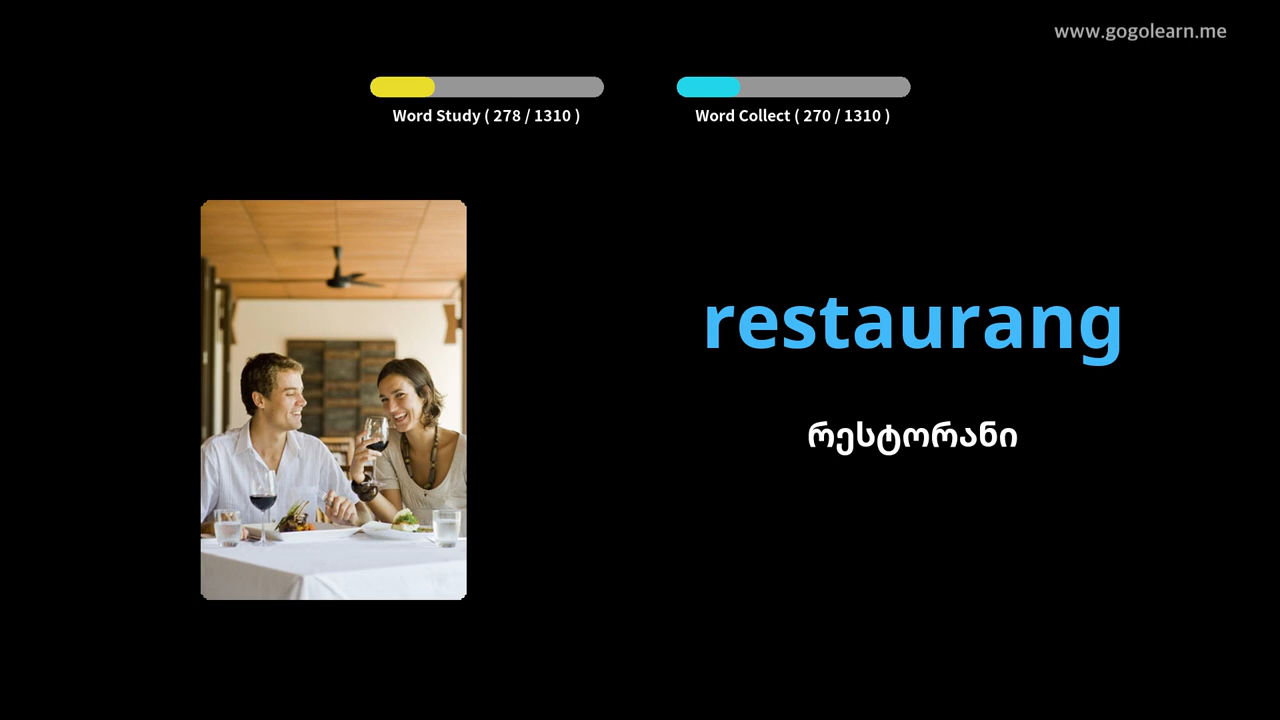 www.gogolearn.me
Word Study ( 278 / 1310 )
Word Collect ( 270 / 1310 )
restaurang
რესტორანი